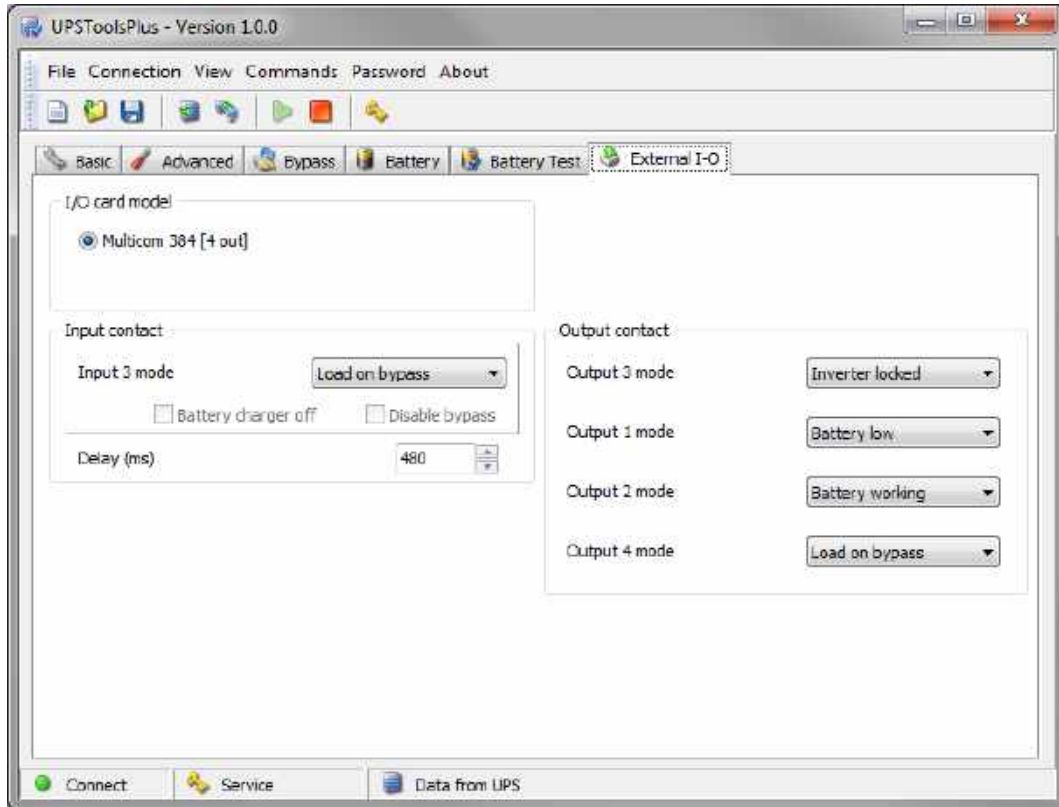 UPSToolsPlus - Version 1.0.0
File Connection View Commands Password About
Basic Advanced Bypass Battery Battery Test External I-O
I/O card model
Multicom 384 [4 out]
Input contact
Input 3 mode Load on bypass
Battery charger off Disable bypass
Delay (ms) 480
Output contact
Output 3 mode Inverter locked
Output 1 mode Battery low
Output 2 mode Battery working
Output 4 mode Load on bypass
Connect Service Data from UPS